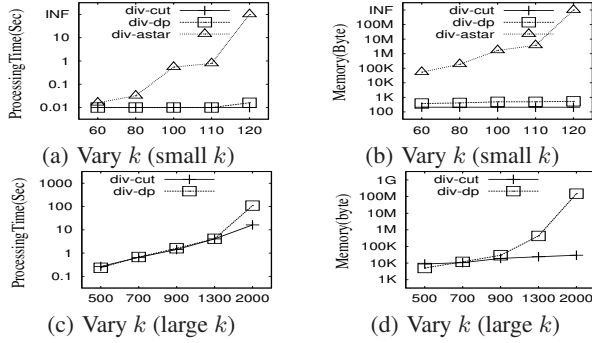 ProcessingTime(Sec)
INF
10
1
0.1
0.01
div-cut
div-dp
div-astar
60 80 100 110 120
(a) Vary k (small k)
Memory(Byte)
INF
100M
10M
1M
100K
10K
1K
100
div-cut
div-dp
div-astar
60 80 100 110 120
(b) Vary k (small k)
ProcessingTime(Sec)
1000
100
10
1
0.1
div-cut
div-dp
500 700 900 1300 2000
(c) Vary k (large k)
Memory(byte)
1G
100M
10M
1M
100K
10K
1K
div-cut
div-dp
500 700 900 1300 2000
(d) Vary k (large k)